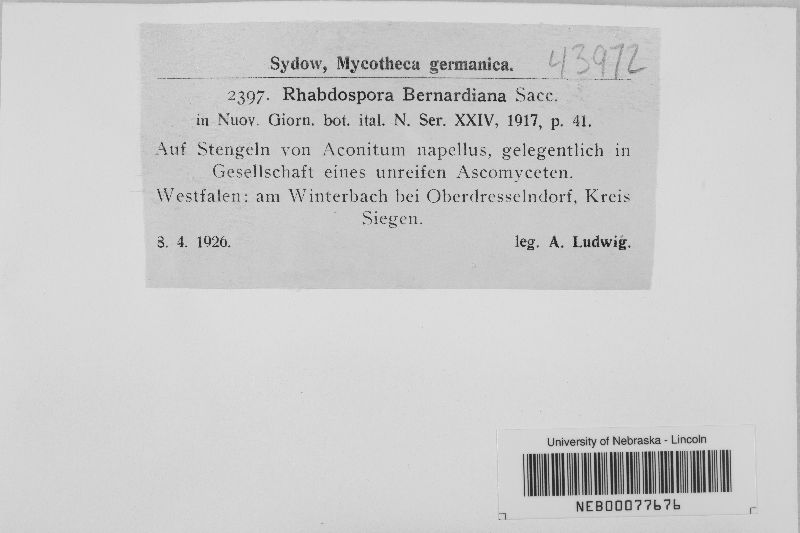 Sydow, Mycotheca germanica. 43972
2397. Rhabdospora Bernardiana Sacc.
in Nuov. Giorn. bot. ital. N. Ser. XXIV, 1917, p. 41.
Auf Stengeln von Aconitum napellus, gelegentlich in
Gesellschaft eines unreifen Ascomyceten.
Westfalen: am Winterbach bei Oberdresselndorf, Kreis
Siegen.
8. 4. 1926. leg. A. Ludwig.
University of Nebraska - Lincoln
NEB00077676